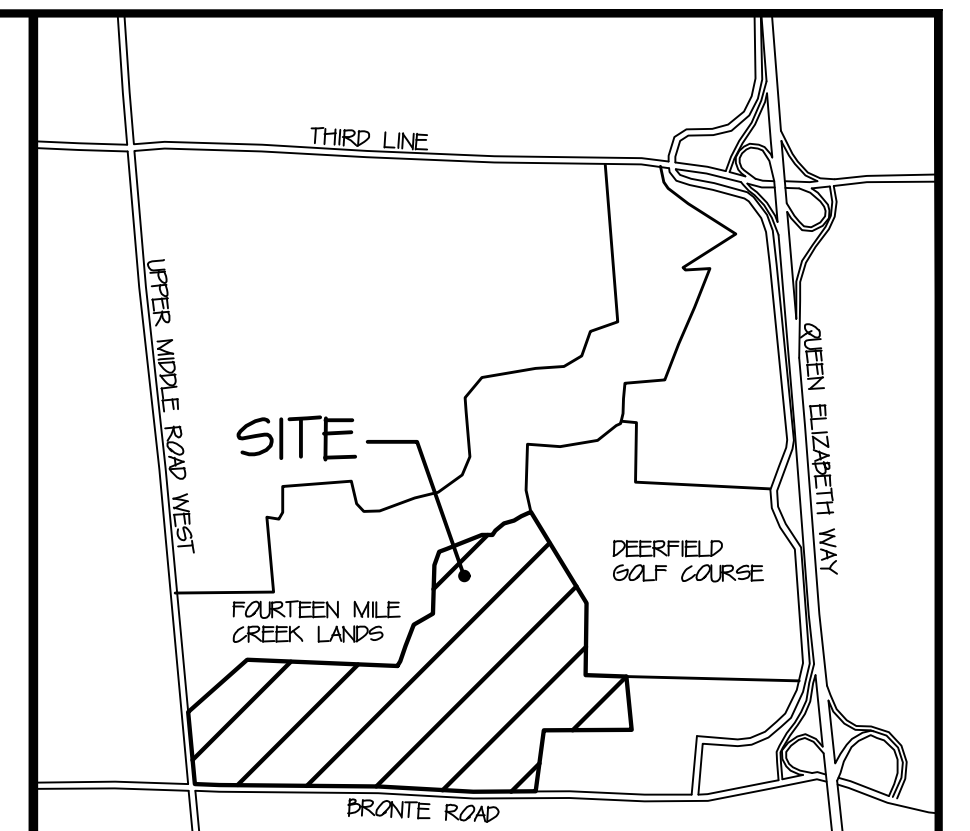 THIRD LINE
UPPER MIDDLE ROAD WEST
QUEEN ELIZABETH WAY
SITE
DEERFIELD
GOLF COURSE
FOURTEEN MILE
CREEK LANDS
BRONTE ROAD